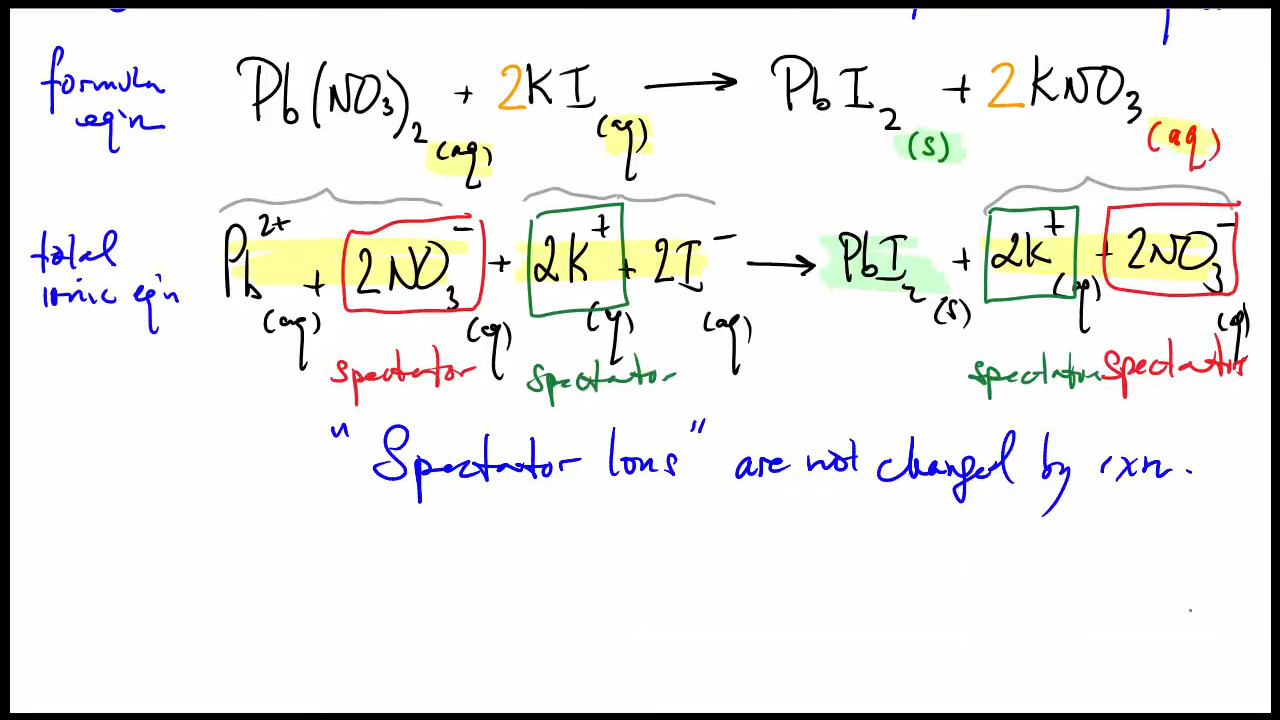 formula Pb(NO₃)₂ (aq) + 2KI (aq) ⟶ PbI₂ (s) + 2KNO₃ (aq)
eq'n
total Pb²⁺ (aq) + 2NO₃⁻ (aq) + 2K⁺ (aq) + 2I⁻ (aq) ⟶ PbI₂ (s) + 2K⁺ (aq) + 2NO₃⁻ (aq)
ionic eq'n
spectator spectator spectator spectator
"Spectator Ions" are not changed by rxn.